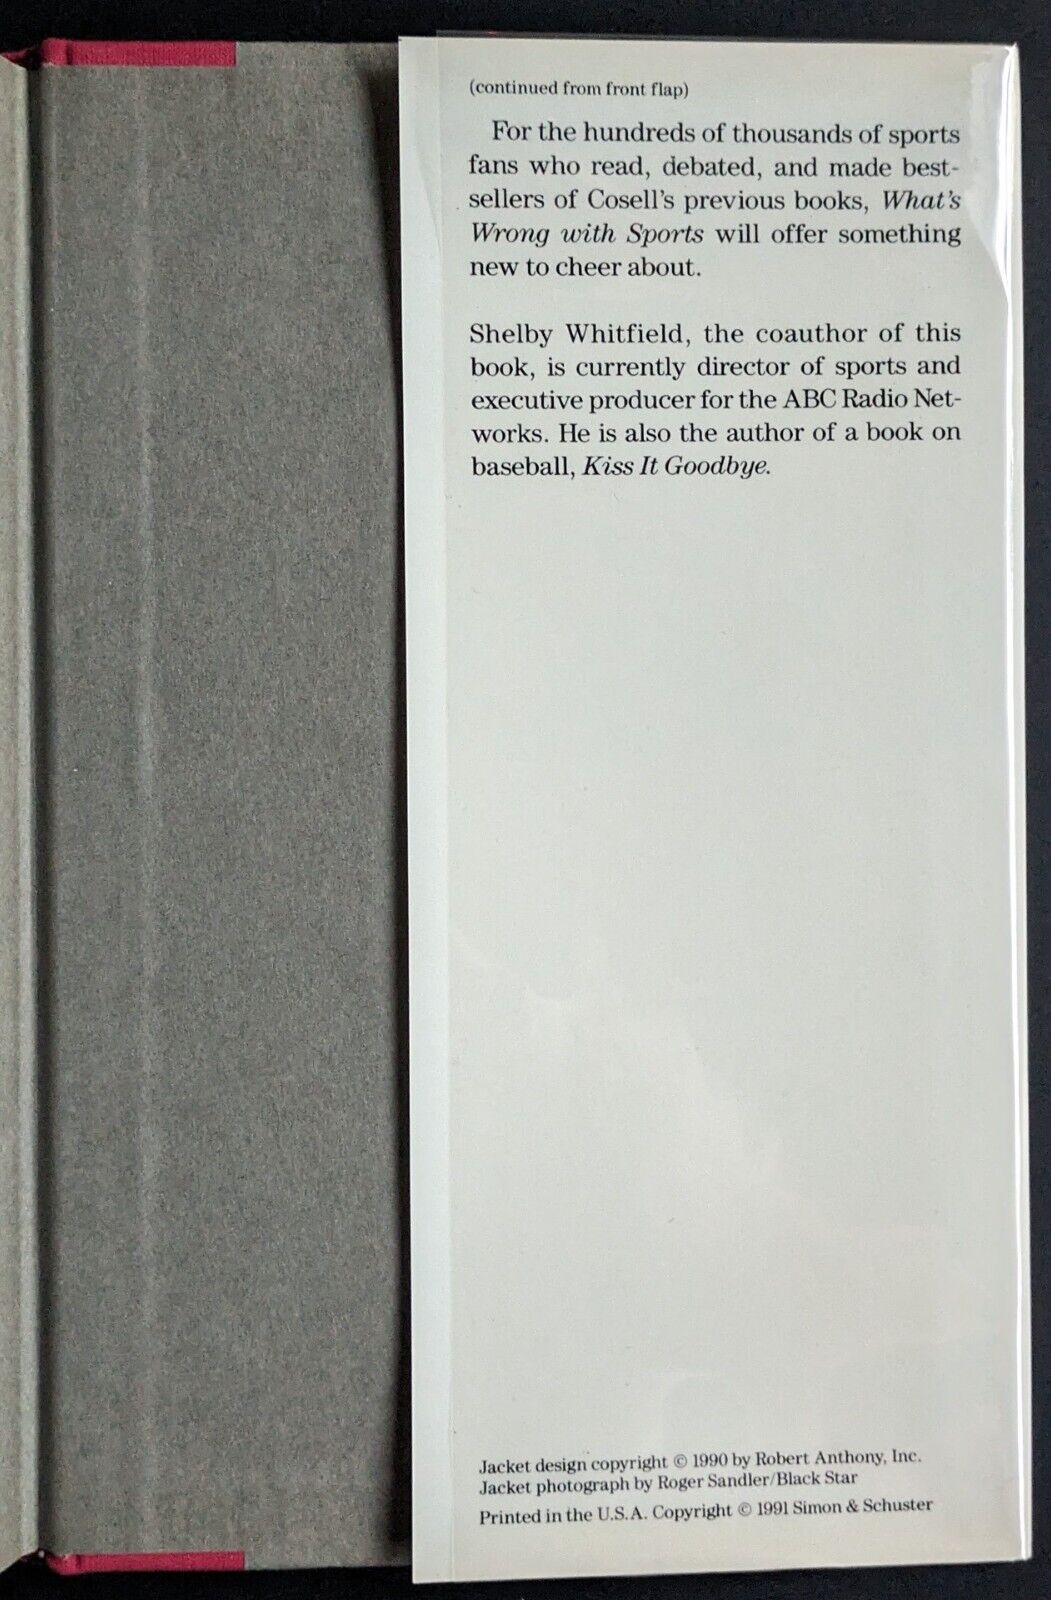 (continued from front flap)
For the hundreds of thousands of sports
fans who read, debated, and made best-
sellers of Cosell's previous books, What's
Wrong with Sports will offer something
new to cheer about.
Shelby Whitfield, the coauthor of this
book, is currently director of sports and
executive producer for the ABC Radio Net-
works. He is also the author of a book on
baseball, Kiss It Goodbye.
Jacket design copyright © 1990 by Robert Anthony, Inc.
Jacket photograph by Roger Sandler/Black Star
Printed in the U.S.A. Copyright © 1991 Simon & Schuster